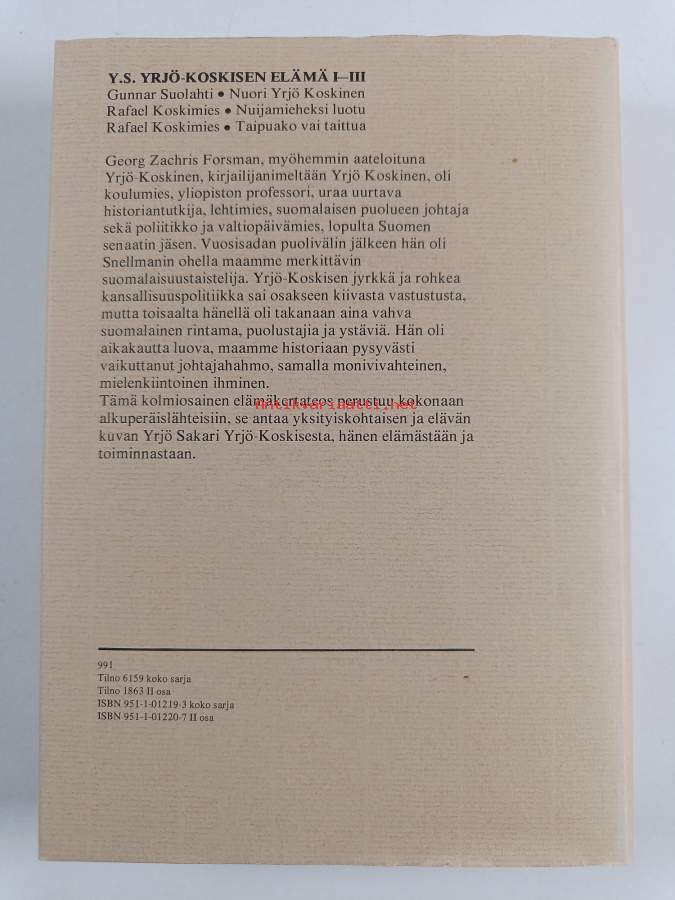 Y.S. YRJÖ-KOSKISEN ELÄMÄ I—III
Gunnar Suolahti ● Nuori Yrjö Koskinen
Rafael Koskimies ● Nuijamieheksi luotu
Rafael Koskimies ● Taipuako vai taittua
Georg Zachris Forsman, myöhemmin aateloituna
Yrjö-Koskinen, kirjailijanimeltään Yrjö Koskinen, oli
koulumies, yliopiston professori, uraa uurtava
historiantutkija, lehtimies, suomalaisen puolueen johtaja
sekä poliitikko ja valtiopäivämies, lopulta Suomen
senaatin jäsen. Vuosisadan puolivälin jälkeen hän oli
Snellmanin ohella maamme merkittävin
suomalaisuustaistelija. Yrjö-Koskisen jyrkkä ja rohkea
kansallisuuspolitiikka sai osakseen kiivasta vastustusta,
mutta toisaalta hänellä oli takanaan aina vahva
suomalainen rintama, puolustajia ja ystäviä. Hän oli
aikakautta luova, maamme historiaan pysyvästi
vaikuttanut johtajahahmo, samalla monivivahteinen,
mielenkiintoinen ihminen.
Tämä kolmiosainen elämäkertateos perustuu kokonaan
Antikvariaatti.net
alkuperäislähteisiin, se antaa yksityiskohtaisen ja elävän
kuvan Yrjö Sakari Yrjö-Koskisesta, hänen elämästään ja
toiminnastaan.
991
Tilno 6159 koko sarja
Tilno 1863 II osa
ISBN 951-1-01219-3 koko sarja
ISBN 951-1-01220-7 II osa